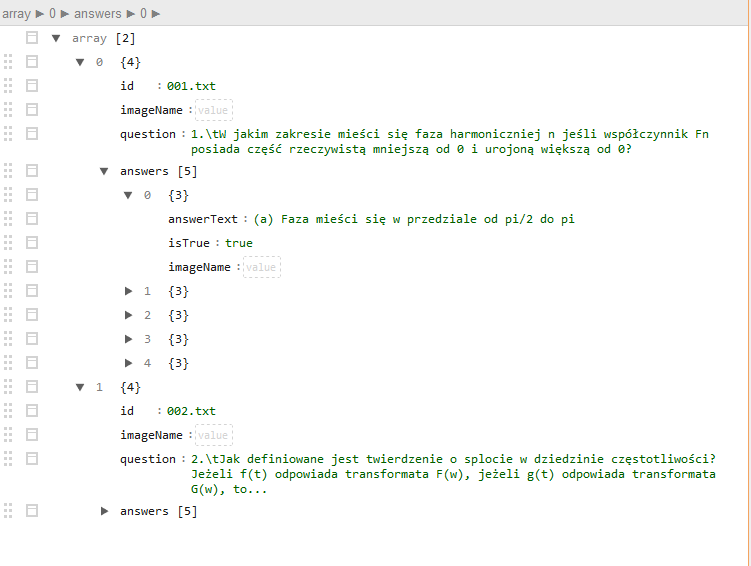 array ▶ 0 ▶ answers ▶ 0 ▶
▼ array [2]
▼ 0 {4}
id : 001.txt
imageName : value
question : 1.\tW jakim zakresie mieści się faza harmoniczniej n jeśli współczynnik Fn
posiada część rzeczywistą mniejszą od 0 i urojoną większą od 0?
▼ answers [5]
▼ 0 {3}
answerText : (a) Faza mieści się w przedziale od pi/2 do pi
isTrue : true
imageName : value
▶ 1 {3}
▶ 2 {3}
▶ 3 {3}
▶ 4 {3}
▼ 1 {4}
id : 002.txt
imageName : value
question : 2.\tJak definiowane jest twierdzenie o splocie w dziedzinie częstotliwości?
Jeżeli f(t) odpowiada transformata F(w), jeżeli g(t) odpowiada transformata
G(w), to...
▶ answers [5]